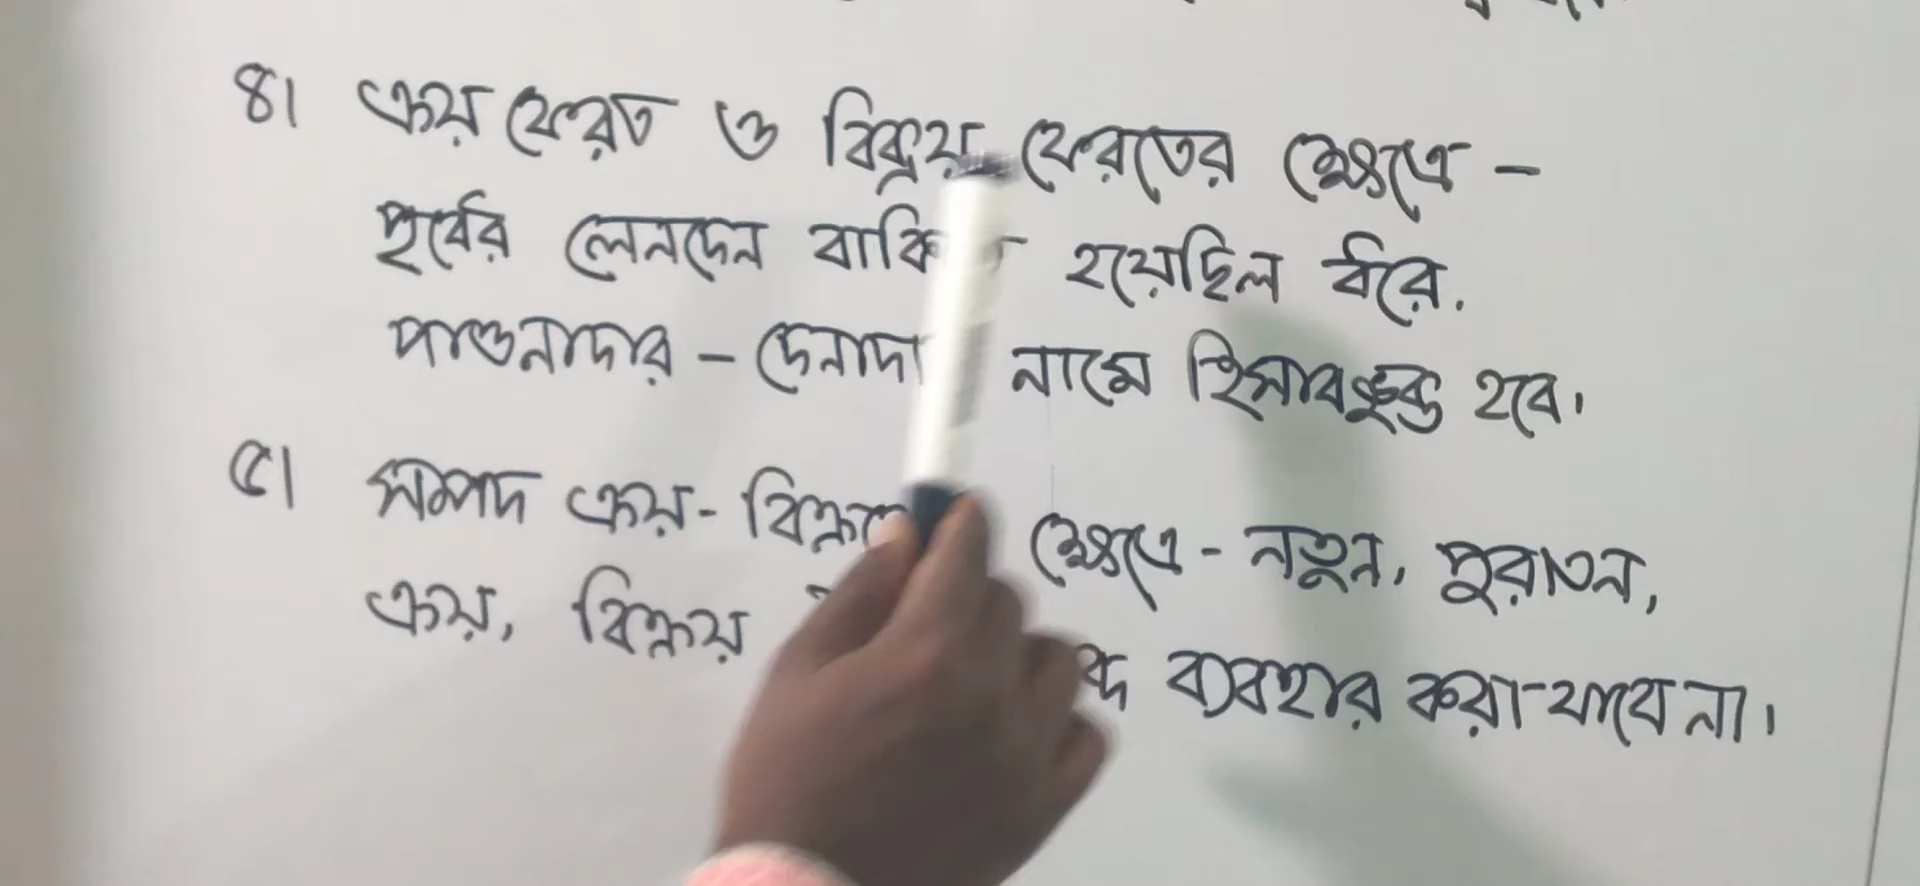 ৪। ক্রয় ফেরত ও বিক্রয় ফেরতের ক্ষেত্রে -
পূর্বের লেনদেন হয়েছিল ধরে.
পাওনাদার - নামে হিসাবভুক্ত হবে।
৫। সম্পদ ক্রয়- ক্ষেত্রে - নতুন, পুরাতন,
ক্রয়, বিক্রয় ব্যবহার করা যাবে না।